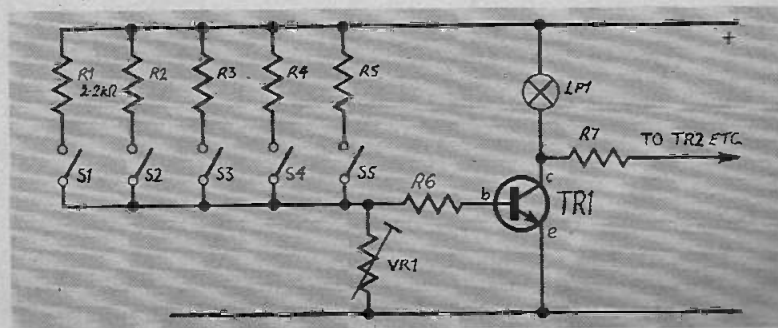 +
R1
2·2kΩ
R2
R3
R4
R5
LP1
R7
TO TR2 ETC.
S1
S2
S3
S4
S5
R6
b
c
TR1
e
VR1